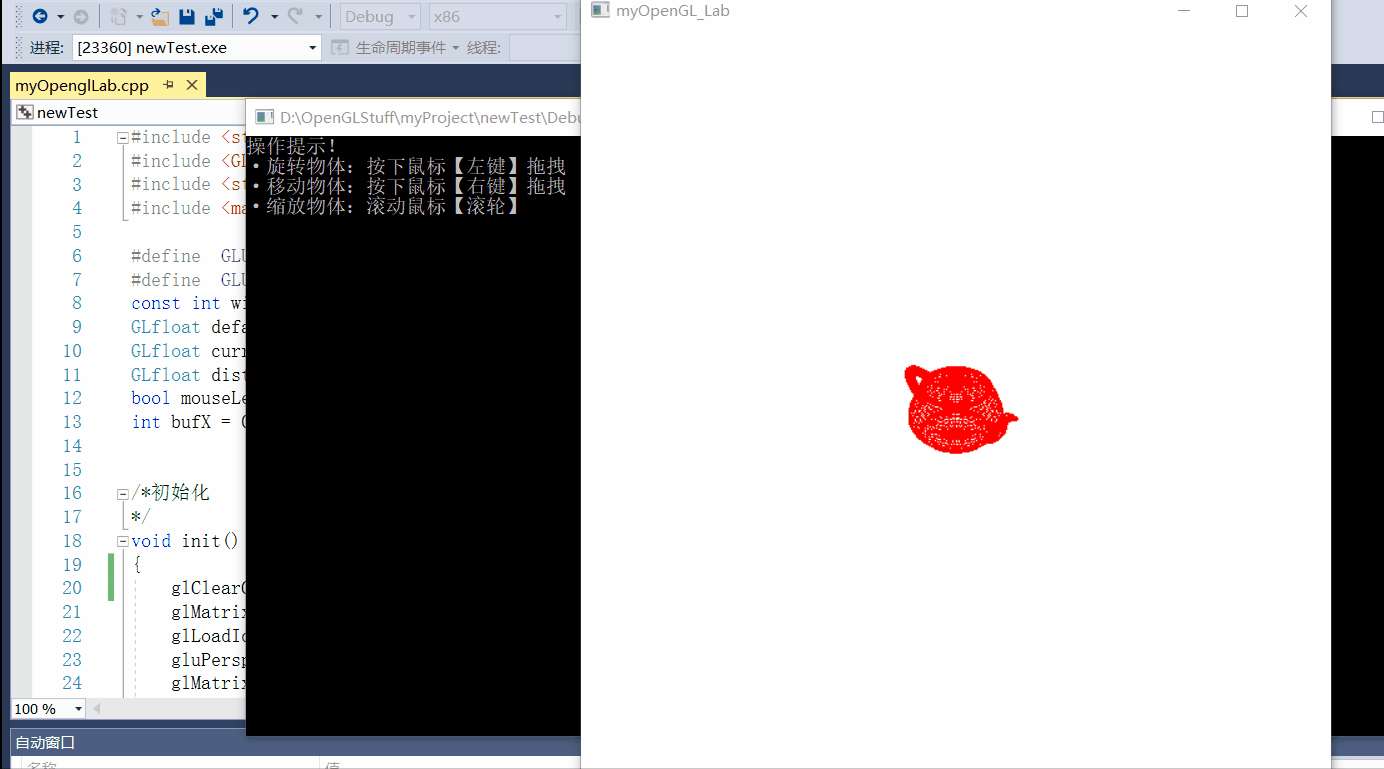 Debug
x86
进程:
[23360] newTest.exe
生命周期事件
线程:
myOpenglLab.cpp
newTest
1 #include <st
2 #include <GL
3 #include <st
4 #include <ma
5
6 #define GLU
7 #define GLU
8 const int wi
9 GLfloat defa
10 GLfloat curr
11 GLfloat dist
12 bool mouseLe
13 int bufX = 0
14
15
16 /*初始化
17 */
18 void init()
19 {
20 glClearC
21 glMatrix
22 glLoadId
23 gluPersp
24 glMatrix
100 %
自动窗口
名称
值
D:\OpenGLStuff\myProject\newTest\Debu
操作提示!
·旋转物体: 按下鼠标【左键】拖拽
·移动物体: 按下鼠标【右键】拖拽
·缩放物体: 滚动鼠标【滚轮】
myOpenGL_Lab